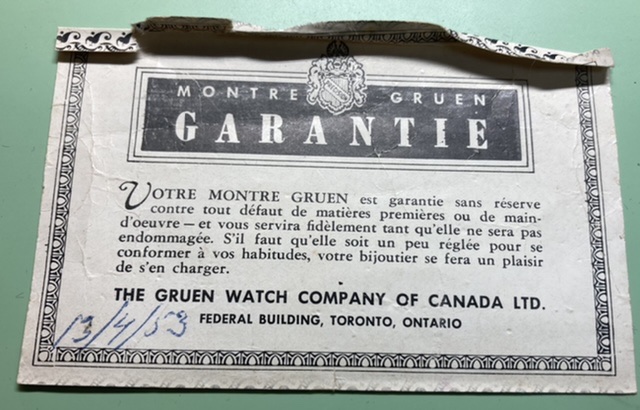 MONTRE GRUEN
GARANTIE
VOTRE MONTRE GRUEN est garantie sans réserve
contre tout défaut de matières premières ou de main-
d'oeuvre — et vous servira fidèlement tant qu'elle ne sera pas
endommagée. S'il faut qu'elle soit un peu réglée pour se
conformer à vos habitudes, votre bijoutier se fera un plaisir
de s'en charger.
THE GRUEN WATCH COMPANY OF CANADA LTD.
FEDERAL BUILDING, TORONTO, ONTARIO
13/4/53